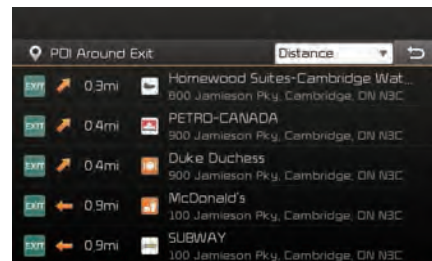 POI Around Exit Distance
EXIT 0.3mi Homewood Suites-Cambridge Wat...
800 Jamieson Pky, Cambridge, ON N3C
EXIT 0.4mi PETRO-CANADA
900 Jamieson Pky, Cambridge, ON N3C
EXIT 0.4mi Duke Duchess
900 Jamieson Pky, Cambridge, ON N3C
EXIT 0.9mi McDonald's
100 Jamieson Pky, Cambridge, ON N3C
EXIT 0.9mi SUBWAY
100 Jamieson Pky, Cambridge, ON N3C